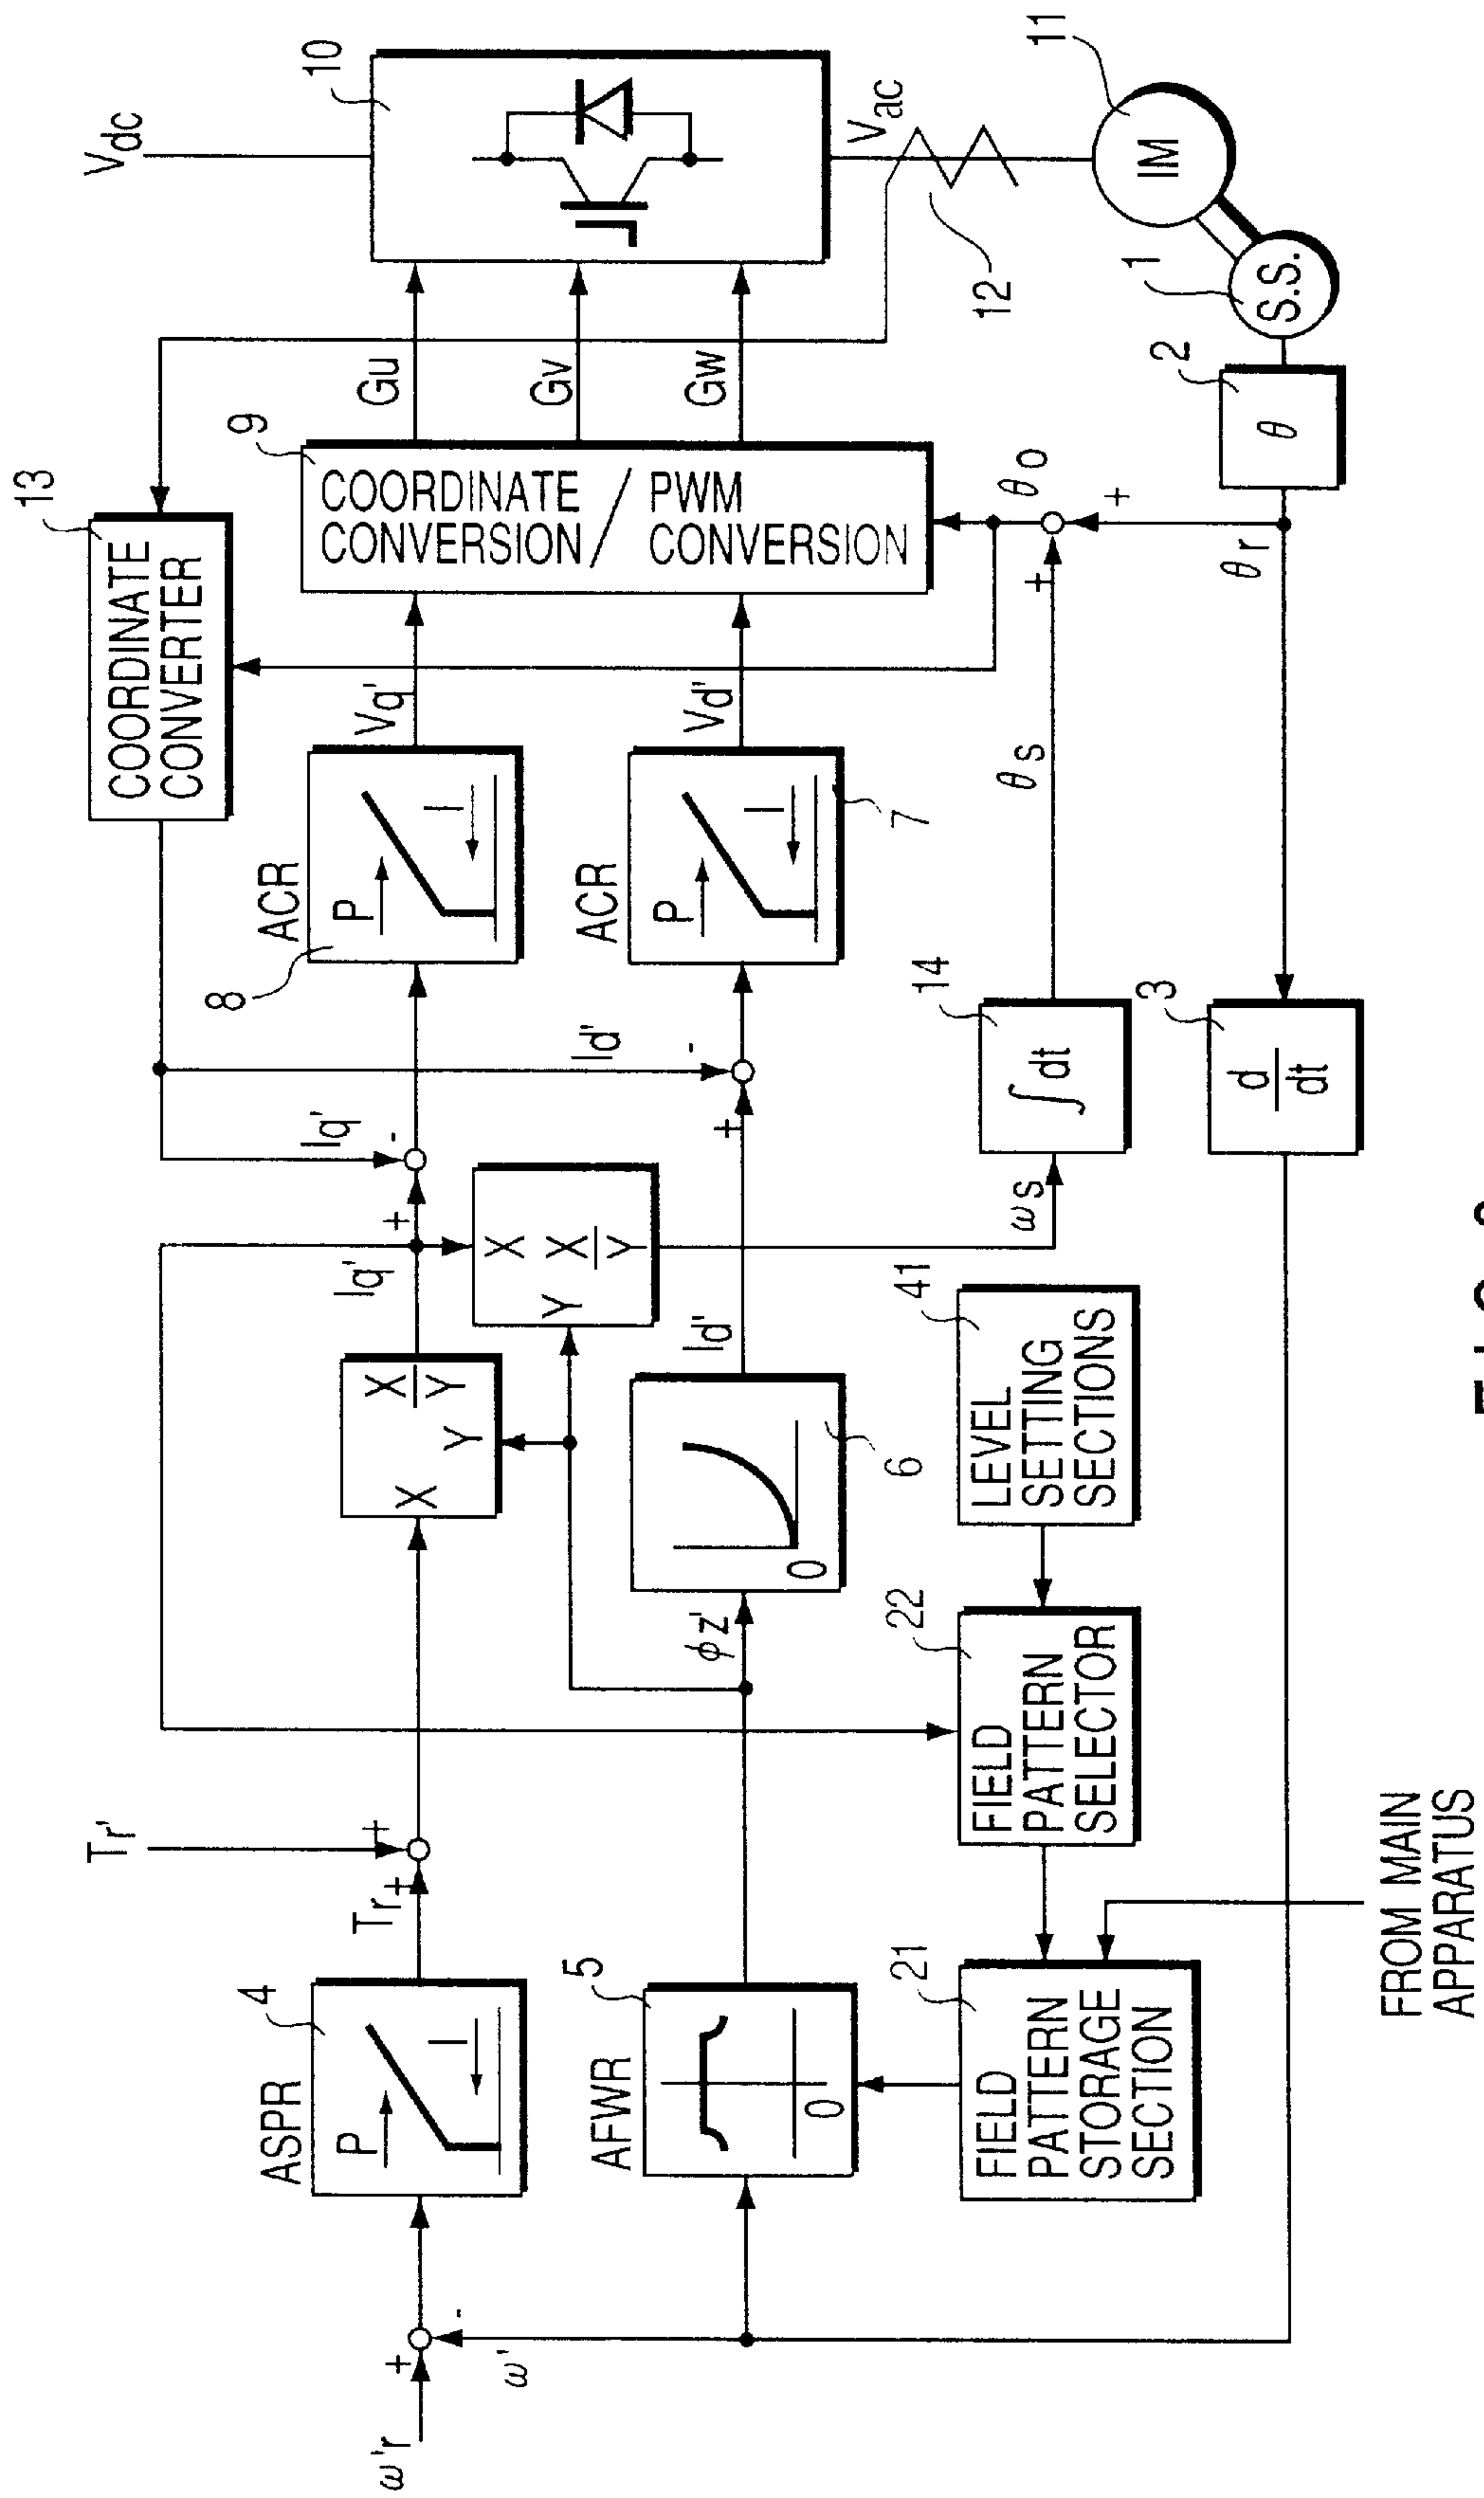 Vdc
10
Vac
11
IM
12
1
S.S.
2
θ
13
COORDINATE
CONVERTER
9
COORDINATE
CONVERSION
/
PWM
CONVERSION
Gu
Gv
Gw
θo
+
+
θr
θs
Vq'
Vd'
ACR
P
I
8
ACR
P
I
7
Iq'
-
Id'
-
+
+
14
∫dt
3
d
dt
ωs
Iq'
X
Y
X
Y
X
Y
X
Y
Id'
6
0
41
LEVEL
SETTING
SECTIONS
22
FIELD
PATTERN
SELECTOR
φz'
Tr'
+
Tr
+
ASPR
4
P
I
AFWR
5
0
21
FIELD
PATTERN
STORAGE
SECTION
FROM MAIN
APPARATUS
ω'r
+
-
ω'